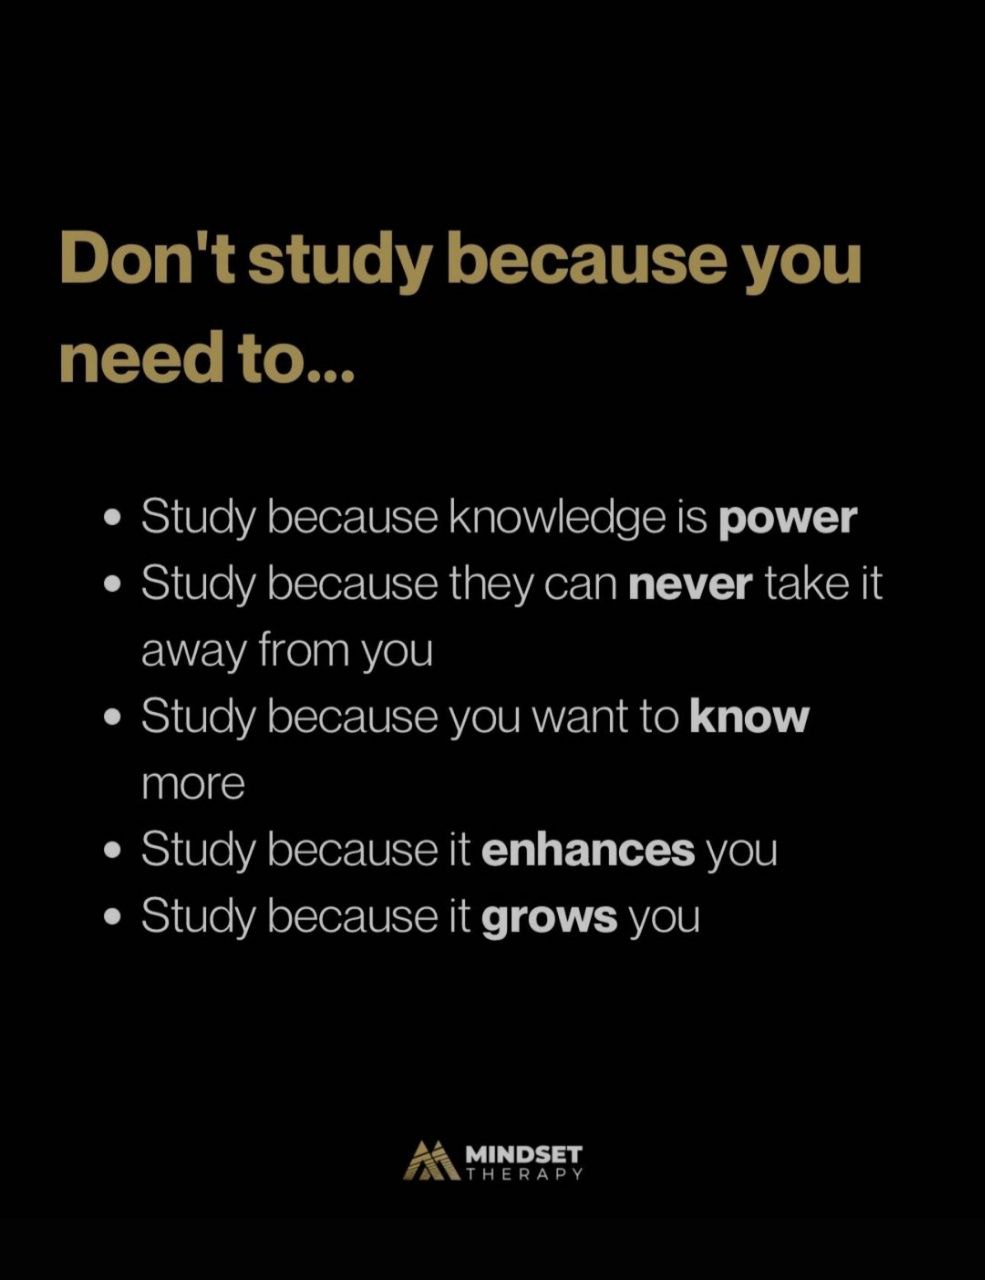 Don't study because you
need to...
• Study because knowledge is power
• Study because they can never take it
away from you
• Study because you want to know
more
• Study because it enhances you
• Study because it grows you
MINDSET
THERAPY